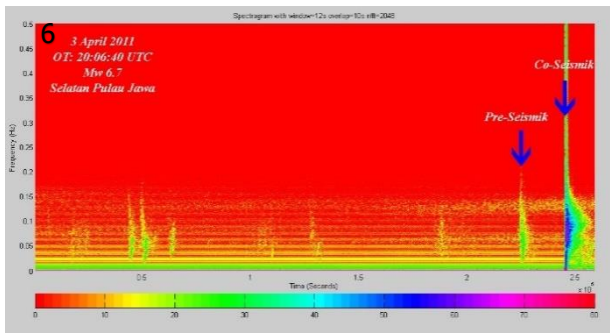 Spectrogram with window=12s overlap=10s nfft=2048
6
3 April 2011
OT: 20:06:40 UTC
Mw 6.7
Selatan Pulau Jawa
Co-Seismik
Pre-Seismik
Frequency (Hz)
0.5
0.45
0.4
0.35
0.3
0.25
0.2
0.15
0.1
0.05
0
0.5 1 1.5 2 2.5
x 10
Time (Seconds)
0 10 20 30 40 50 60 70 80